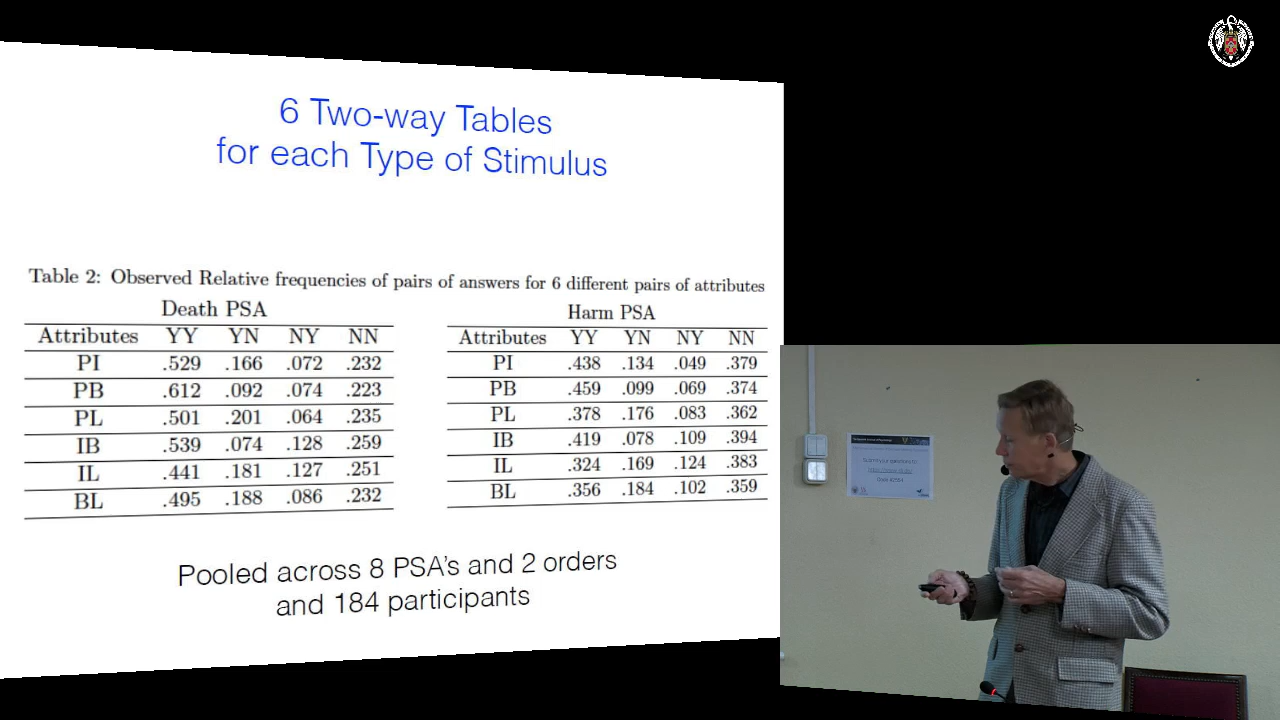 6 Two-way Tables
for each Type of Stimulus
Table 2: Observed Relative frequencies of pairs of answers for 6 different pairs of attributes
Death PSA
Attributes YY YN NY NN
PI .529 .166 .072 .232
PB .612 .092 .074 .223
PL .501 .201 .064 .235
IB .539 .074 .128 .259
IL .441 .181 .127 .251
BL .495 .188 .086 .232
Harm PSA
Attributes YY YN NY NN
PI .438 .134 .049 .379
PB .459 .099 .069 .374
PL .378 .176 .083 .362
IB .419 .078 .109 .394
IL .324 .169 .124 .383
BL .356 .184 .102 .359
Pooled across 8 PSA's and 2 orders
and 184 participants